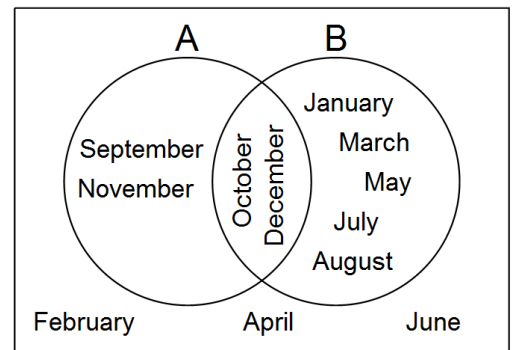 A B
January
March
September
November
October
December
May
July
August
February April June